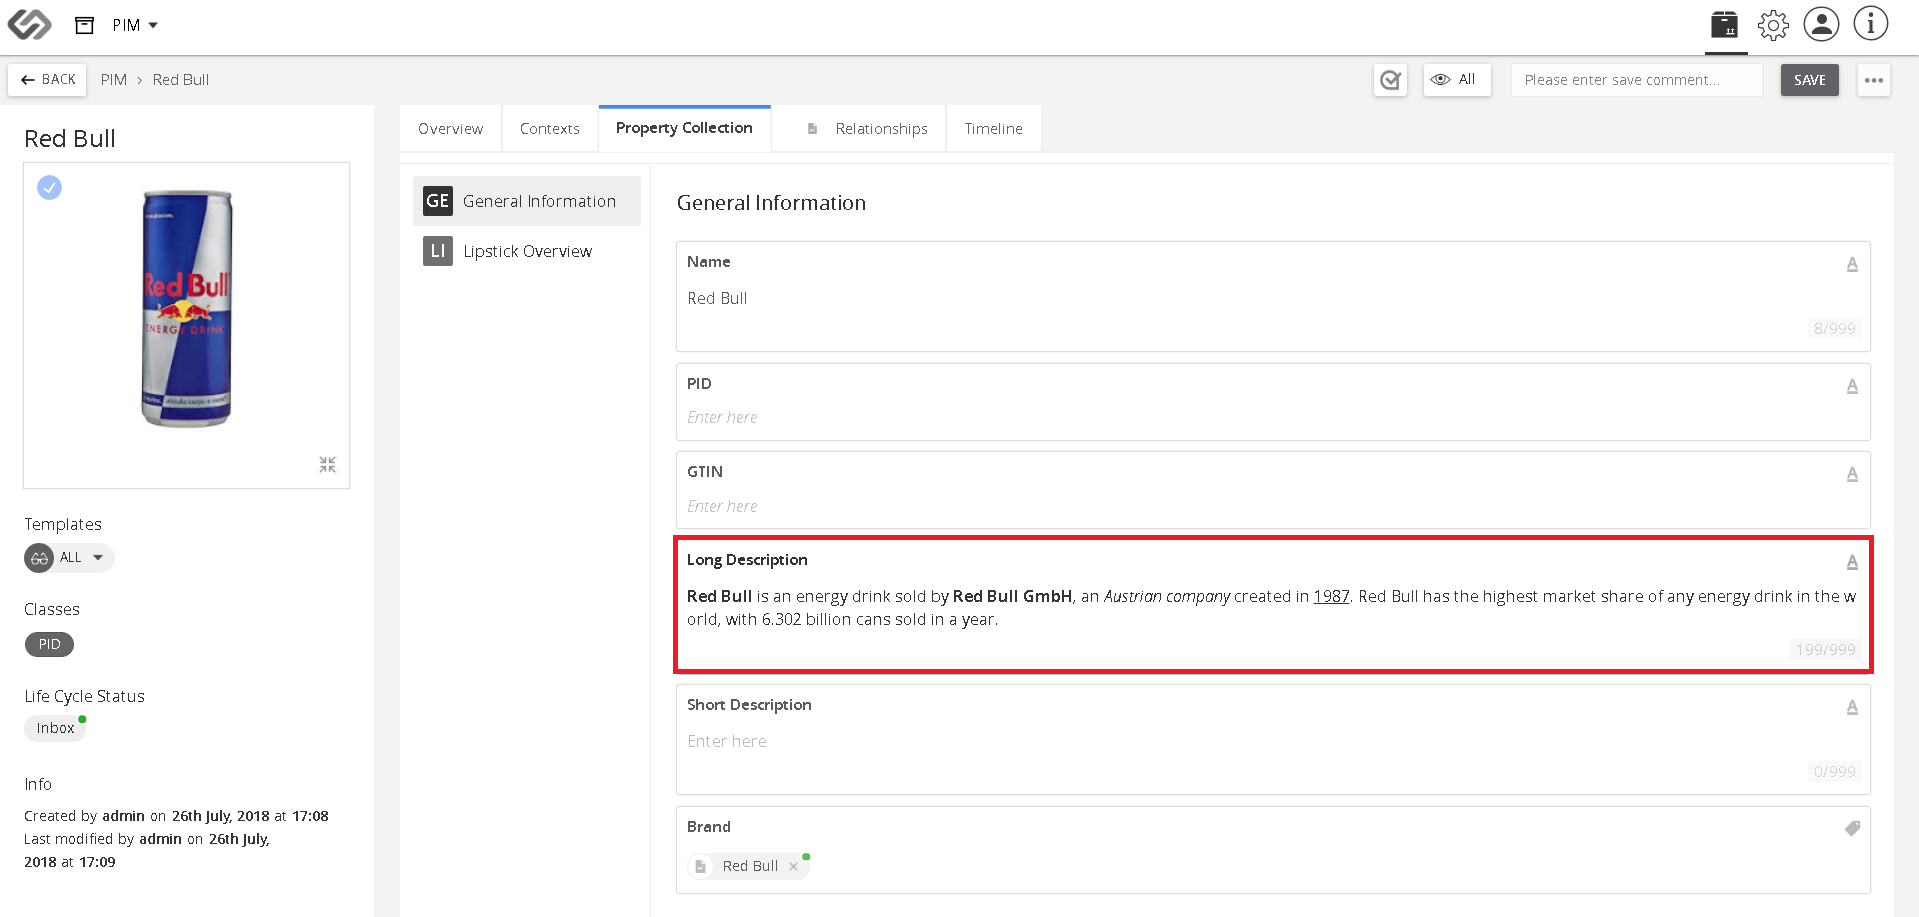 PIM
BACK
PIM › Red Bull
All
Please enter save comment...
SAVE
Red Bull
Red Bull
ENERGY DRINK
Templates
ALL
Classes
PID
Life Cycle Status
Inbox
Info
Created by admin on 26th July, 2018 at 17:08
Last modified by admin on 26th July,
2018 at 17:09
Overview
Contexts
Property Collection
Relationships
Timeline
GE General Information
LI Lipstick Overview
General Information
Name
A
Red Bull
8/999
PID
A
Enter here
GTIN
A
Enter here
Long Description
A
Red Bull is an energy drink sold by Red Bull GmbH, an Austrian company created in 1987. Red Bull has the highest market share of any energy drink in the w
orld, with 6.302 billion cans sold in a year.
199/999
Short Description
A
Enter here
0/999
Brand
Red Bull ×